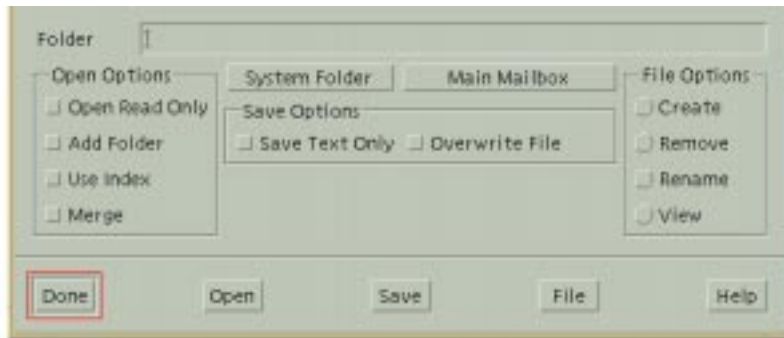 Folder
Open Options
System Folder
Main Mailbox
File Options
Open Read Only
Save Options
Create
Add Folder
Save Text Only
Overwrite File
Remove
Use Index
Rename
Merge
View
Done
Open
Save
File
Help